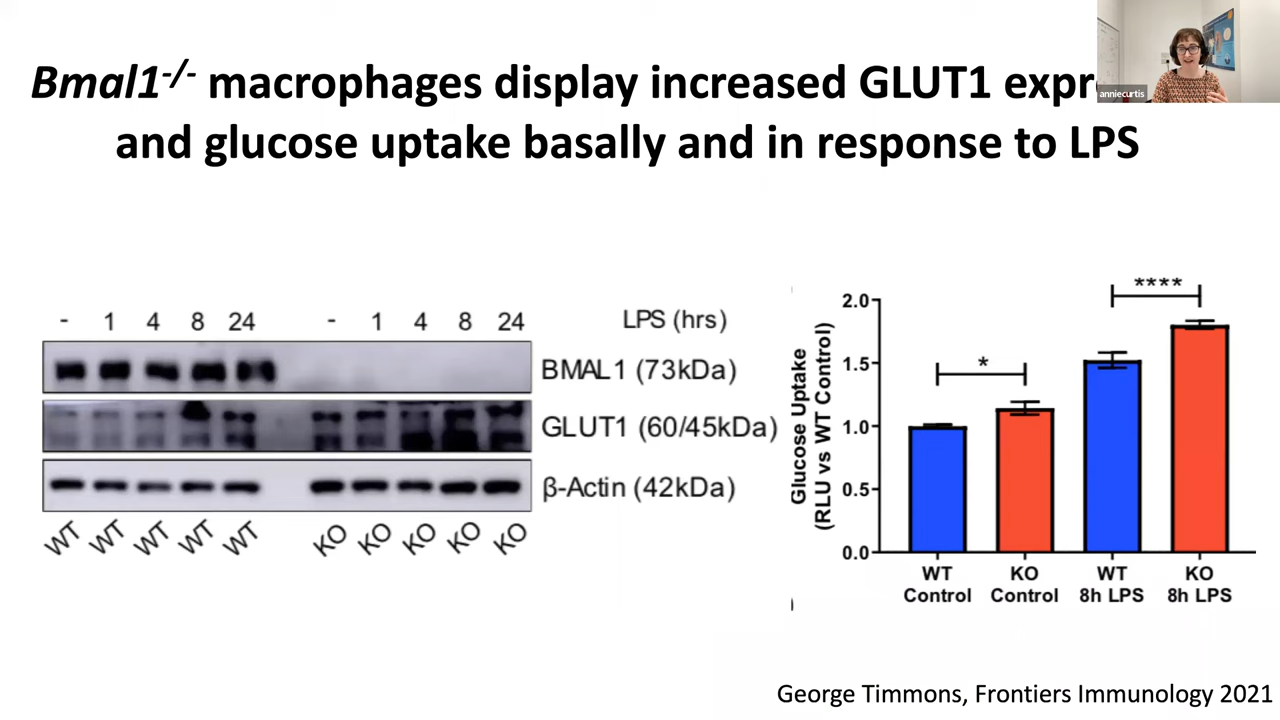 Bmal1-/- macrophages display increased GLUT1
and glucose uptake basally and in response to LPS
anniecurtis
- 1 4 8 24 - 1 4 8 24 LPS (hrs)
BMAL1 (73kDa)
GLUT1 (60/45kDa)
β-Actin (42kDa)
WT WT WT WT WT KO KO KO KO KO
Glucose Uptake
(RLU vs WT Control)
2.0
1.5
1.0
0.5
0.0
*
****
WT
Control
KO
Control
WT
8h LPS
KO
8h LPS
George Timmons, Frontiers Immunology 2021